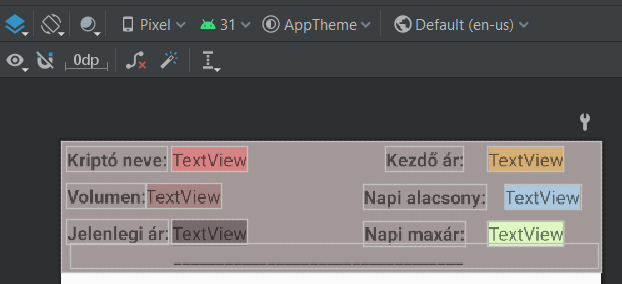 Pixel 31 AppTheme Default (en-us)
0dp
Kriptó neve: TextView Kezdő ár: TextView
Volumen: TextView Napi alacsony: TextView
Jelenlegi ár: TextView Napi maxár: TextView
________________________________